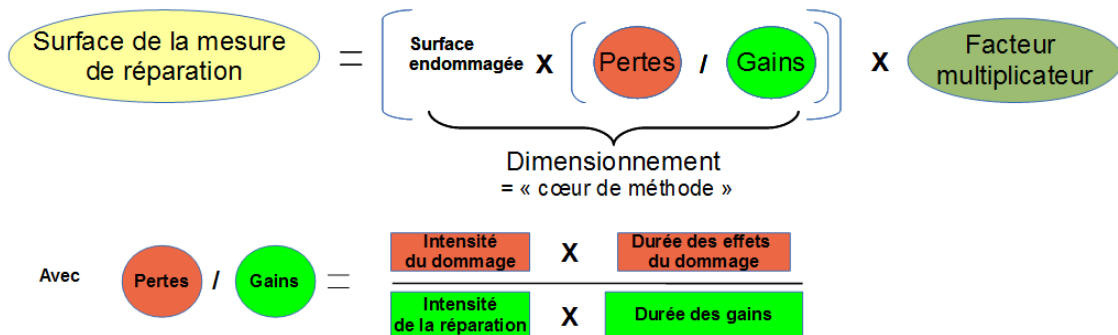 Surface de la mesure
de réparation
=
Surface
endommagée
X
Pertes
/
Gains
X
Facteur
multiplicateur
Dimensionnement
= « cœur de méthode »
Avec
Pertes
/
Gains
=
Intensité
du dommage
X
Durée des effets
du dommage
Intensité
de la réparation
X
Durée des gains